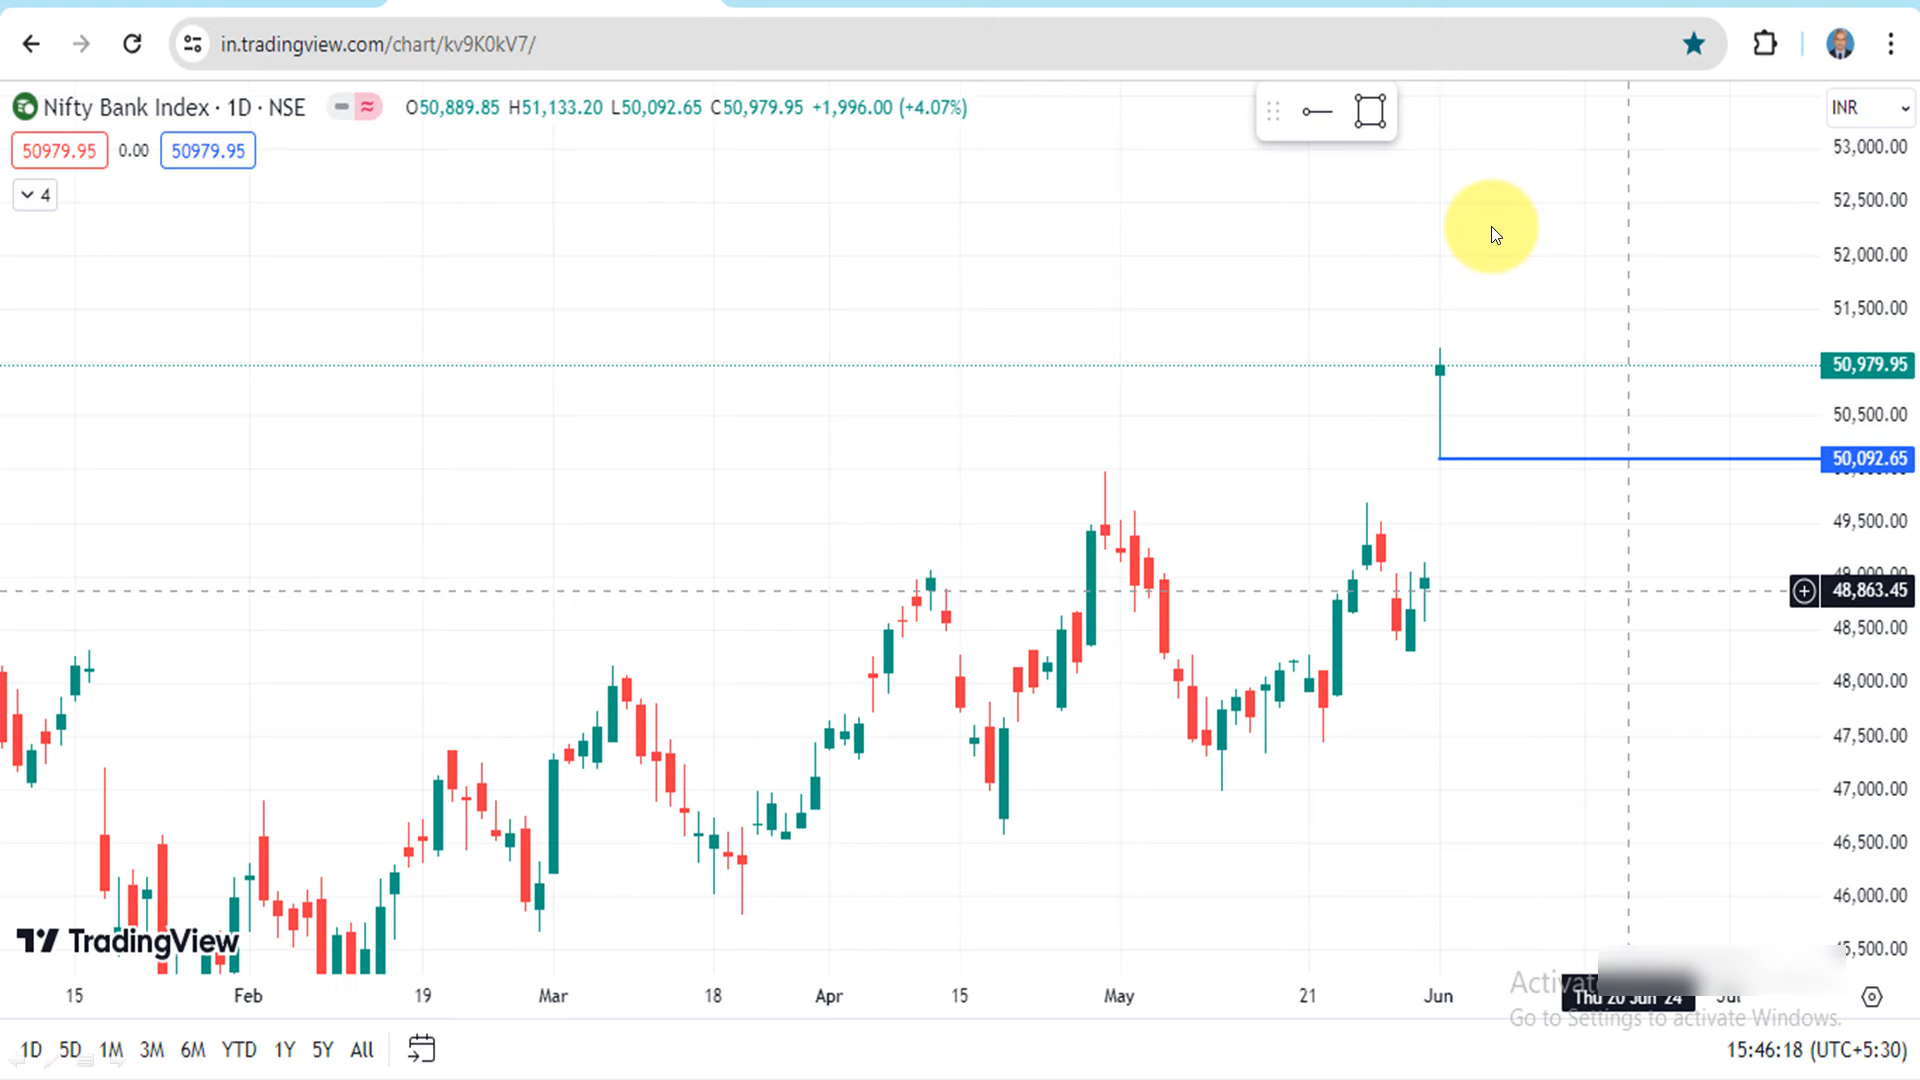 in.tradingview.com/chart/kv9K0kV7/
Nifty Bank Index · 1D · NSE
O50,889.85 H51,133.20 L50,092.65 C50,979.95 +1,996.00 (+4.07%)
INR
50979.95 0.00 50979.95
4
53,000.00
52,500.00
52,000.00
51,500.00
50,979.95
50,500.00
50,092.65
49,500.00
49,000.00
48,863.45
48,500.00
48,000.00
47,500.00
47,000.00
46,500.00
46,000.00
45,500.00
TradingView
15 Feb 19 Mar 18 Apr 15 May 21 Jun Thu 20 Jun '24 Jul
Go to Settings to activate Windows.
1D 5D 1M 3M 6M YTD 1Y 5Y All
15:46:18 (UTC+5:30)